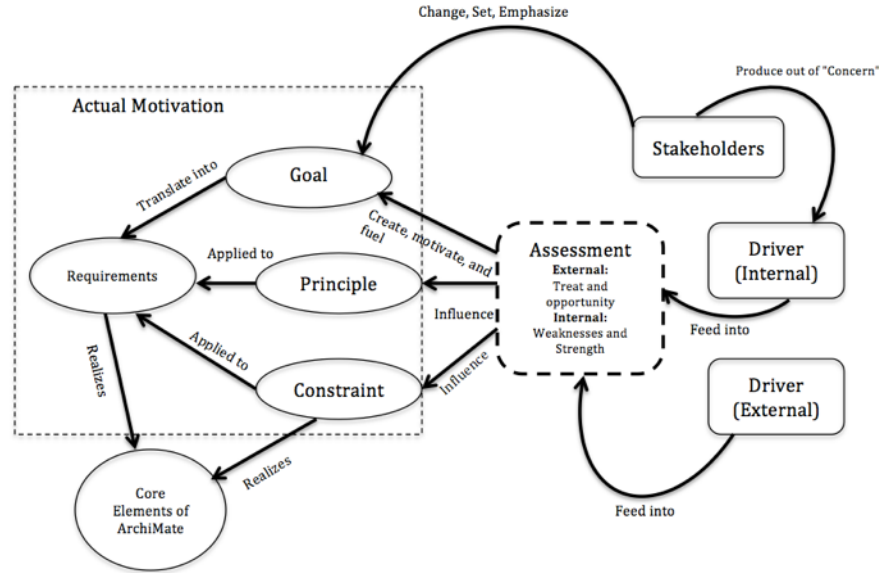 Change, Set, Emphasize
Produce out of "Concern"
Actual Motivation
Stakeholders
Goal
Translate into
Create, motivate, and
fuel
Assessment
External:
Treat and
opportunity
Internal:
Weaknesses and
Strength
Driver
(Internal)
Requirements
Applied to
Principle
Influence
Feed into
Applied to
Constraint
Influence
Realizes
Driver
(External)
Realizes
Core
Elements of
ArchiMate
Feed into